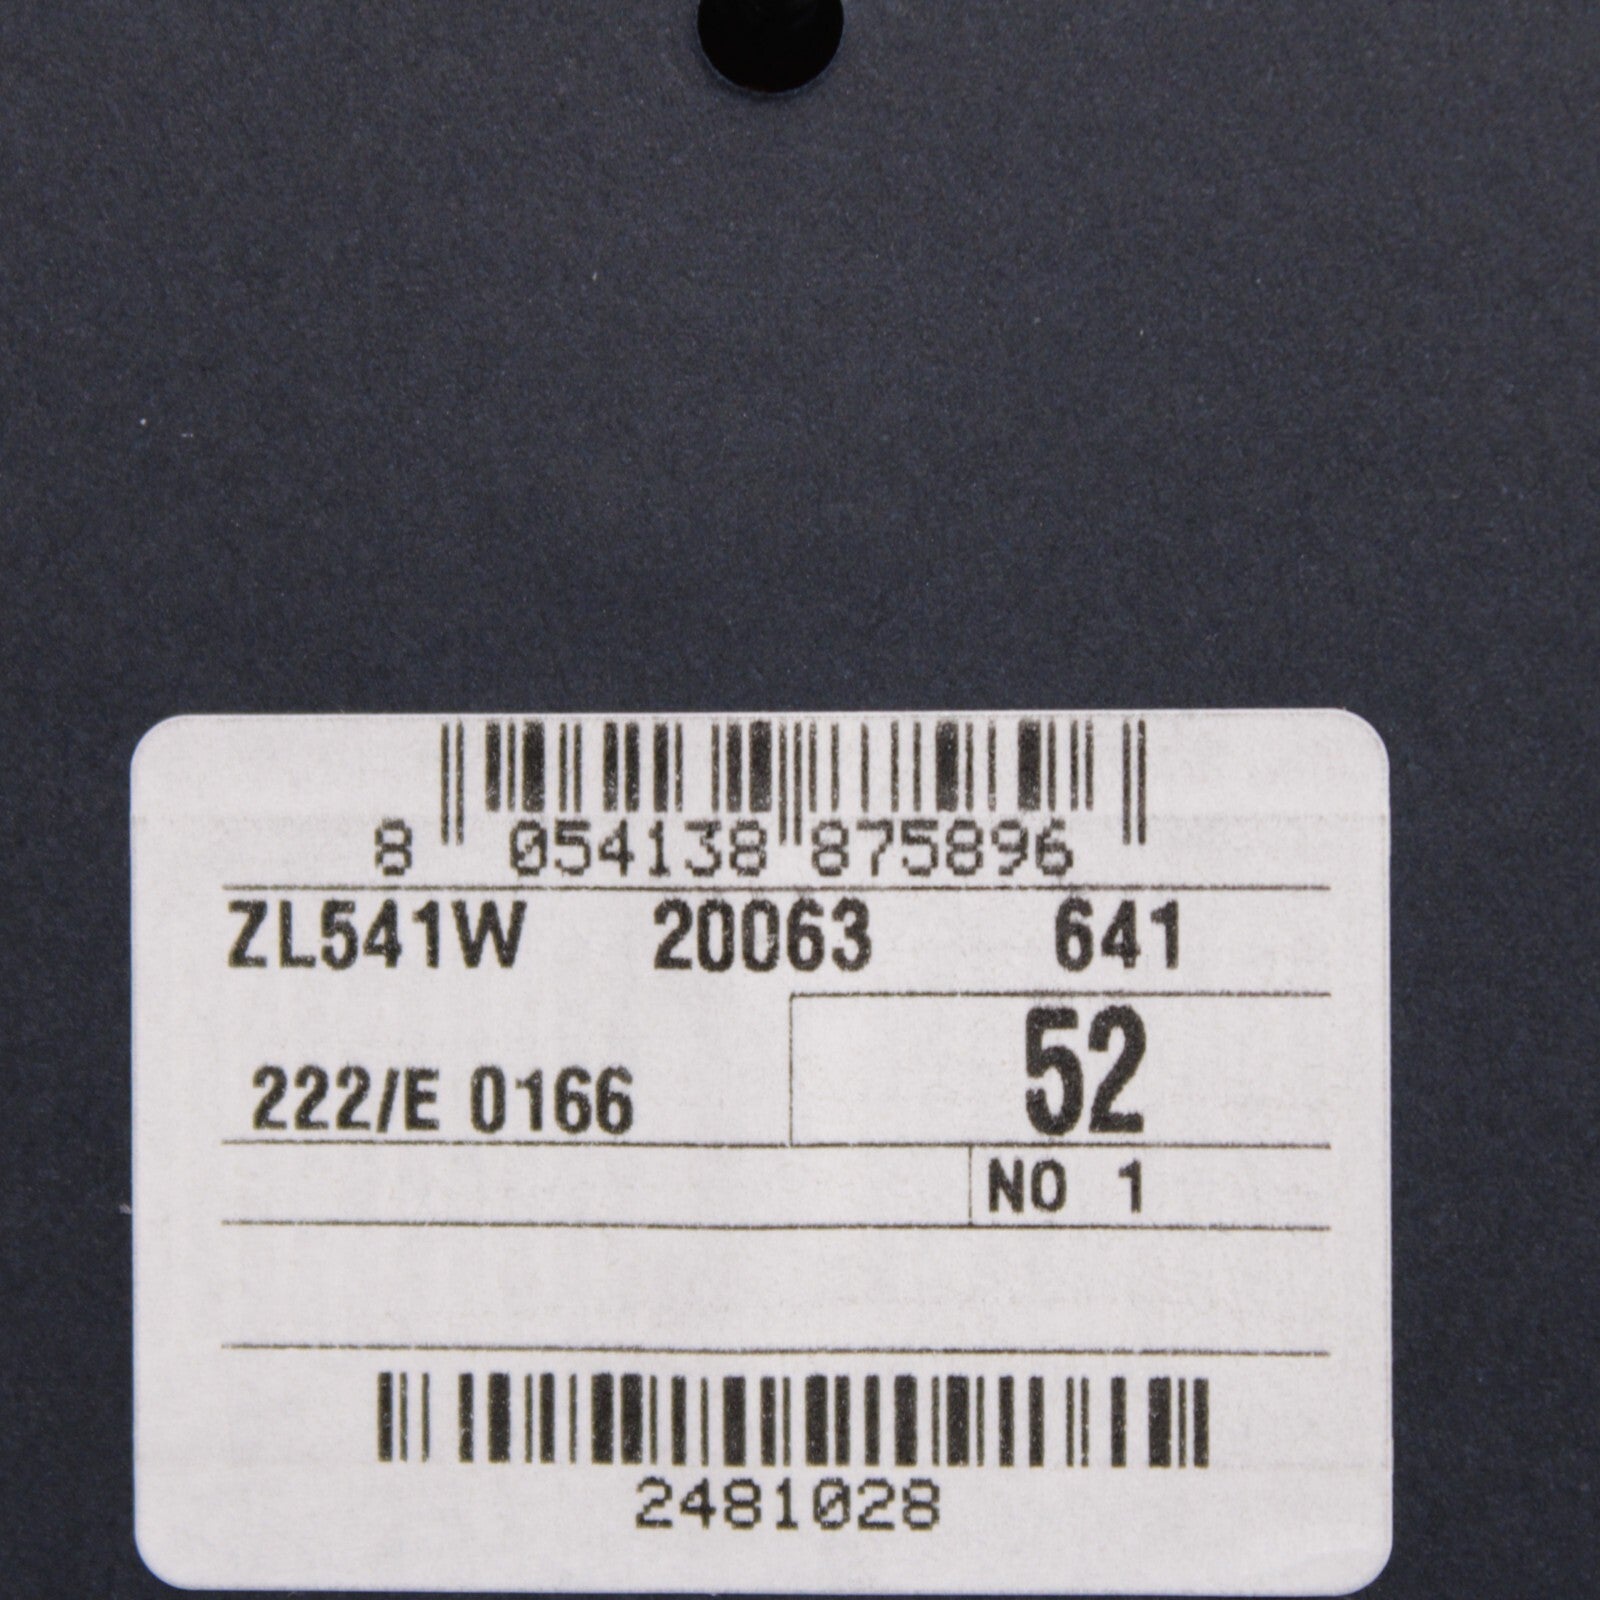 8 054138 875896
ZL541W 20063 641
222/E 0166 52
NO 1
2481028